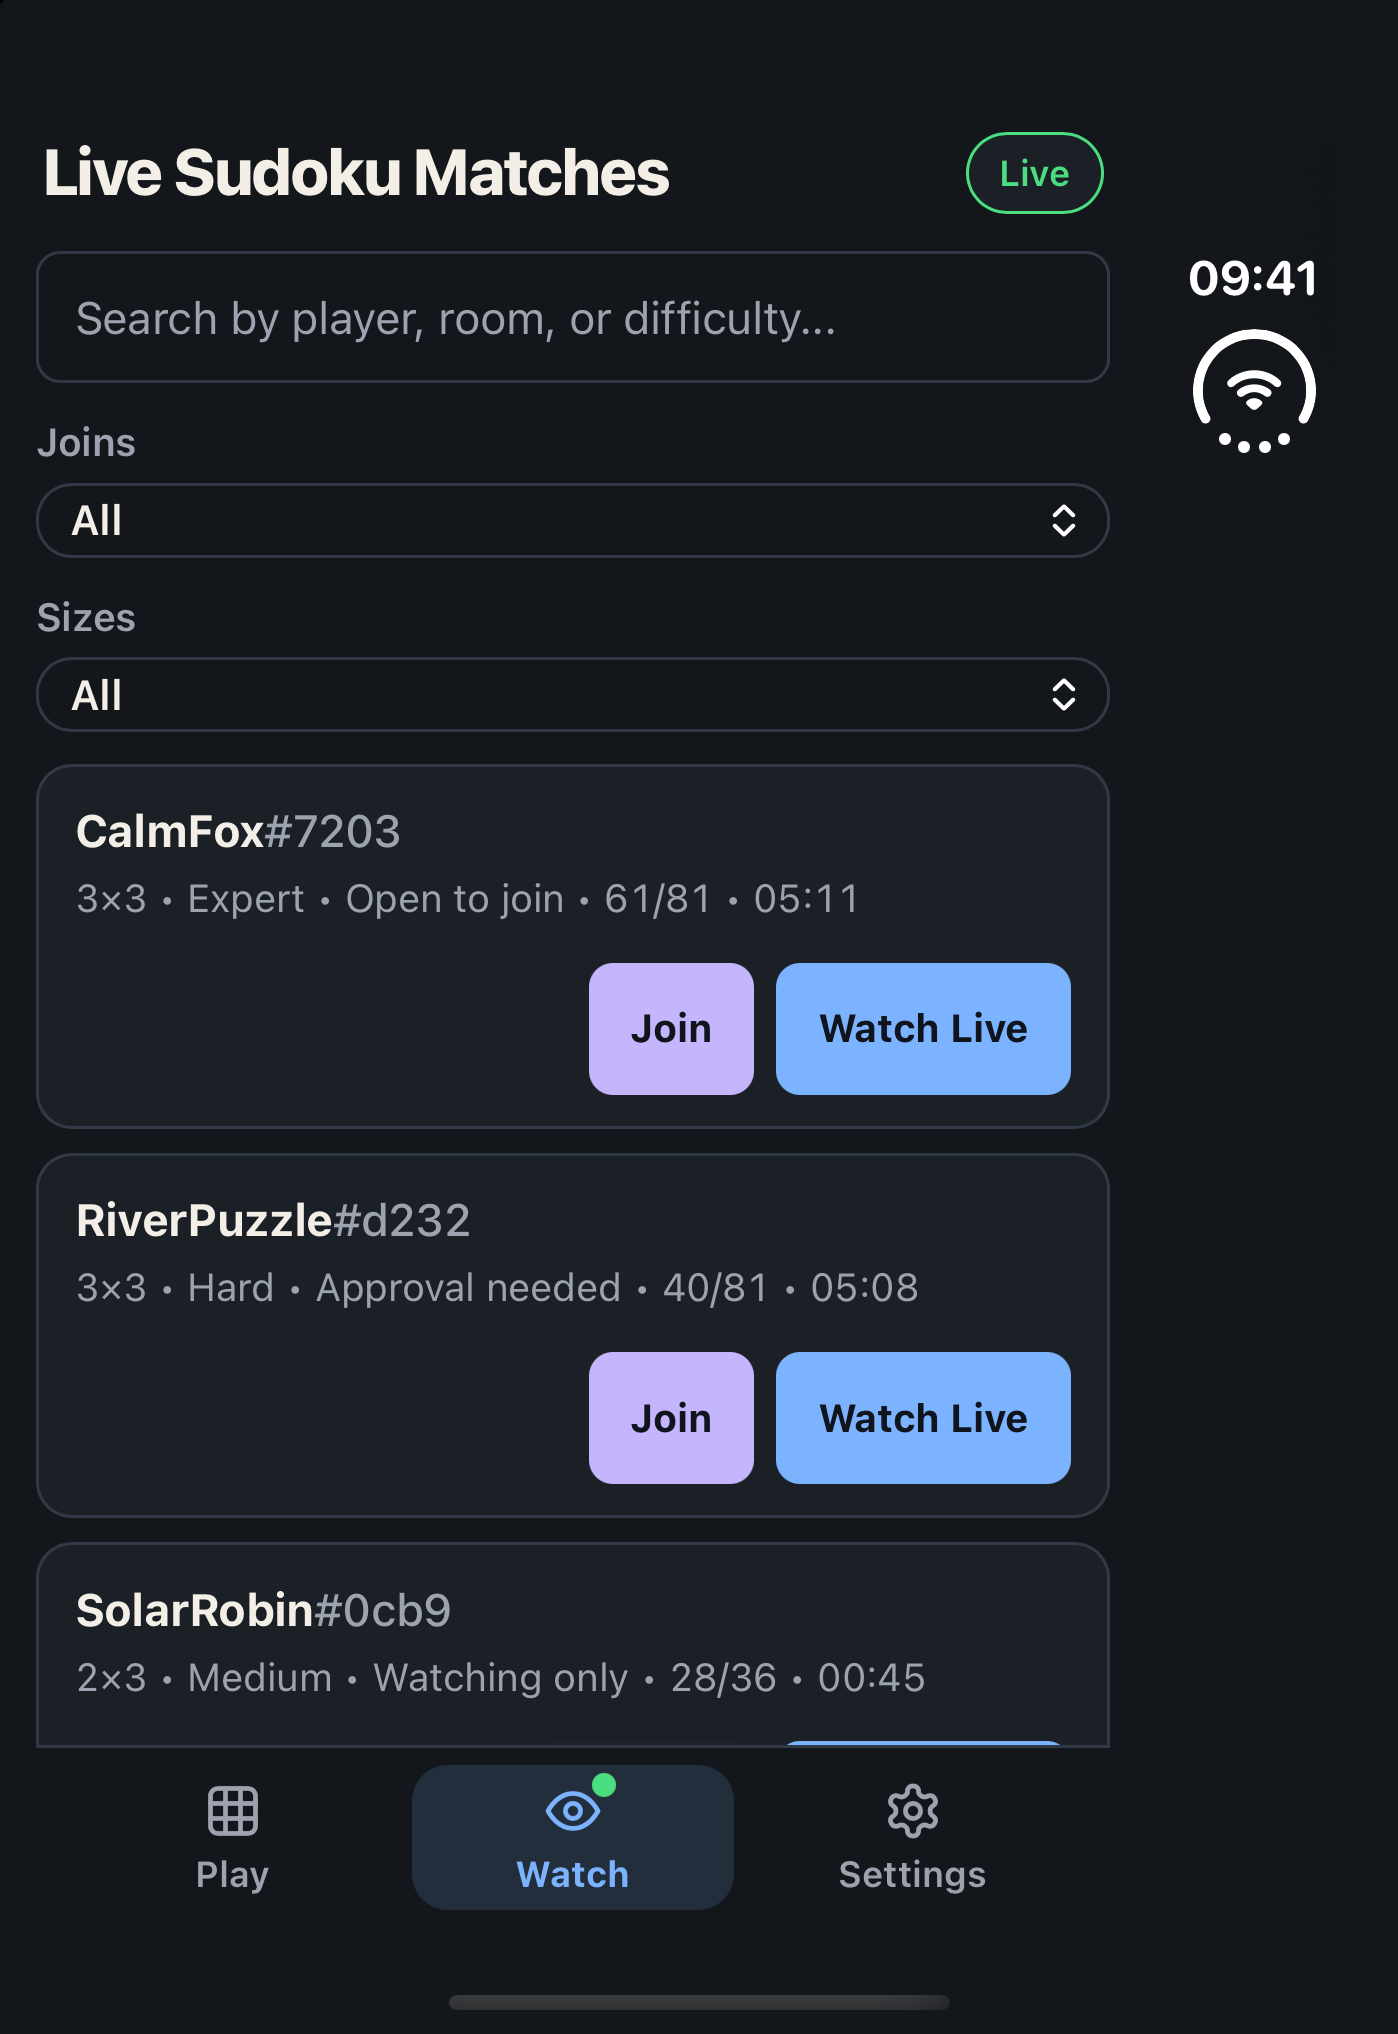 Live Sudoku Matches
Live
09:41
Search by player, room, or difficulty...
Joins
All
Sizes
All
CalmFox#7203
3×3 • Expert • Open to join • 61/81 • 05:11
Join
Watch Live
RiverPuzzle#d232
3×3 • Hard • Approval needed • 40/81 • 05:08
Join
Watch Live
SolarRobin#0cb9
2×3 • Medium • Watching only • 28/36 • 00:45
Play
Watch
Settings